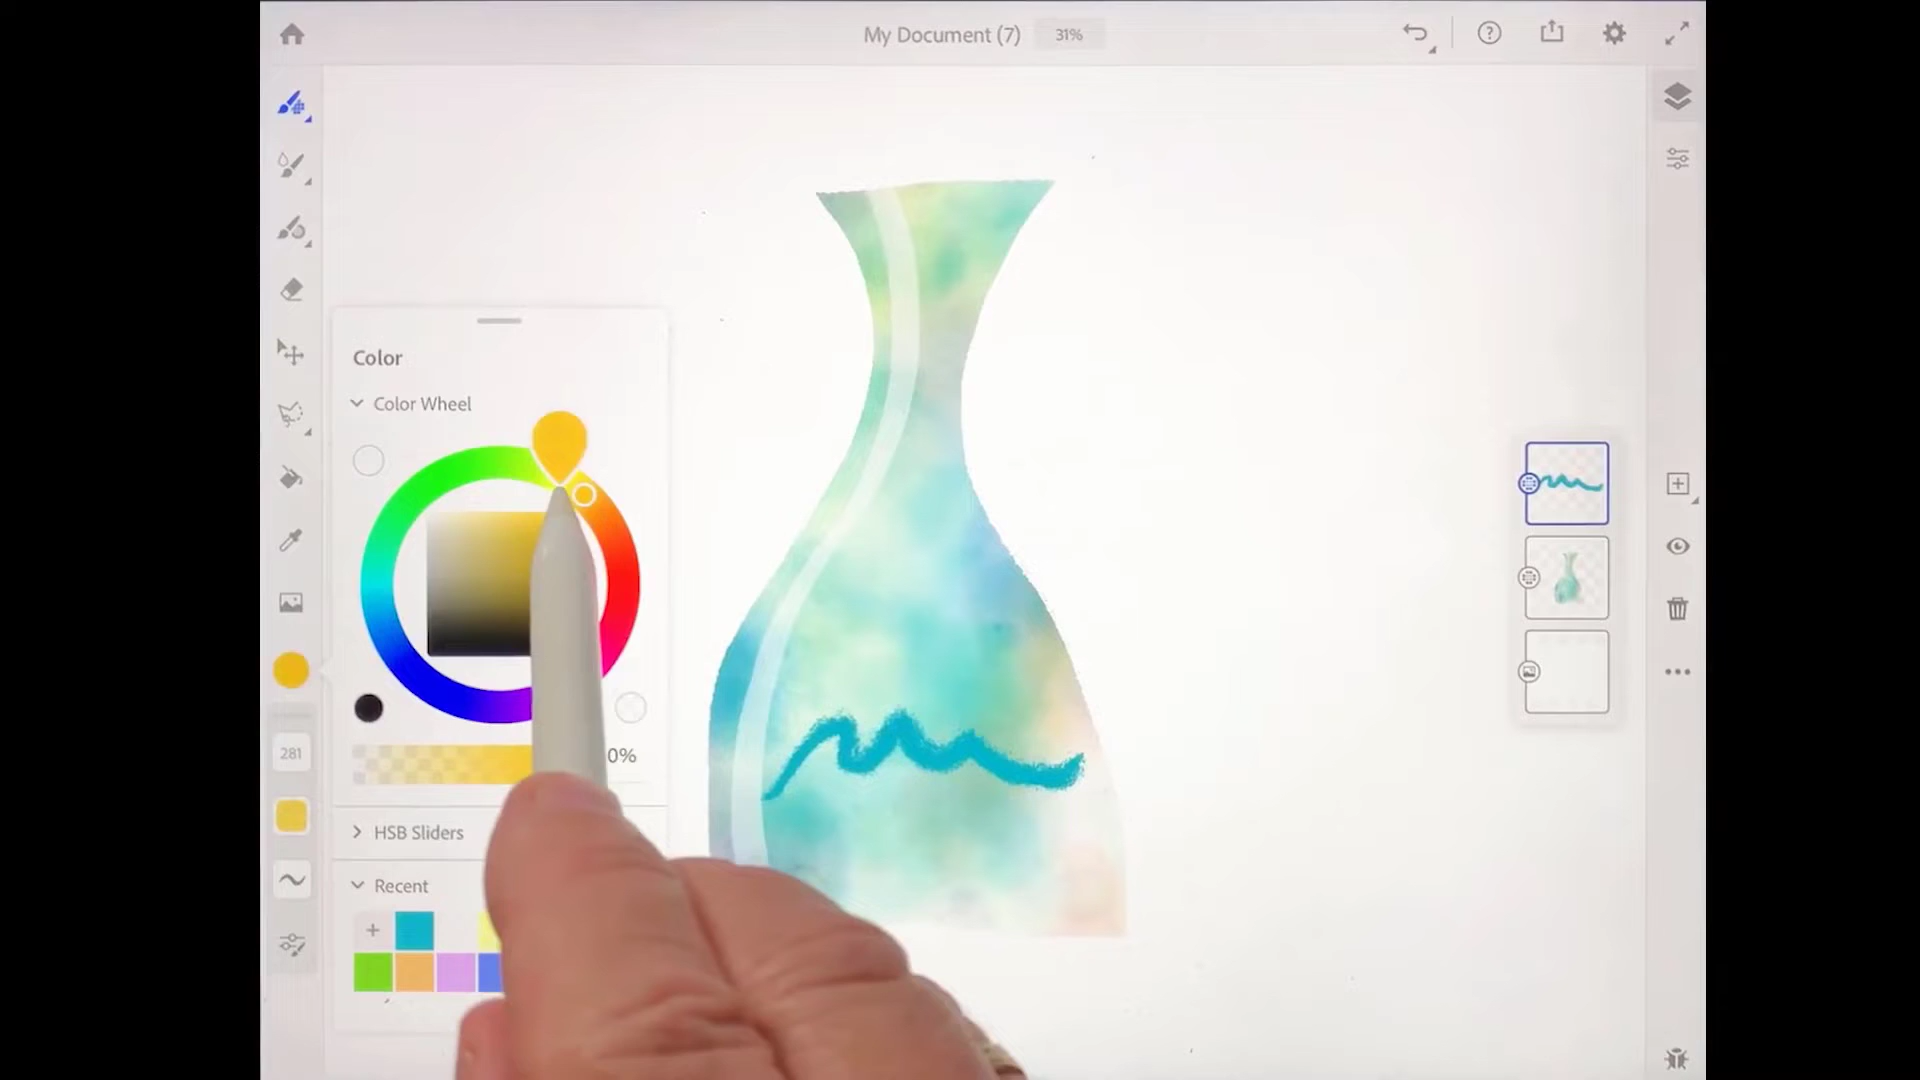 My Document (7)
31%
Color
Color Wheel
281
0%
HSB Sliders
Recent